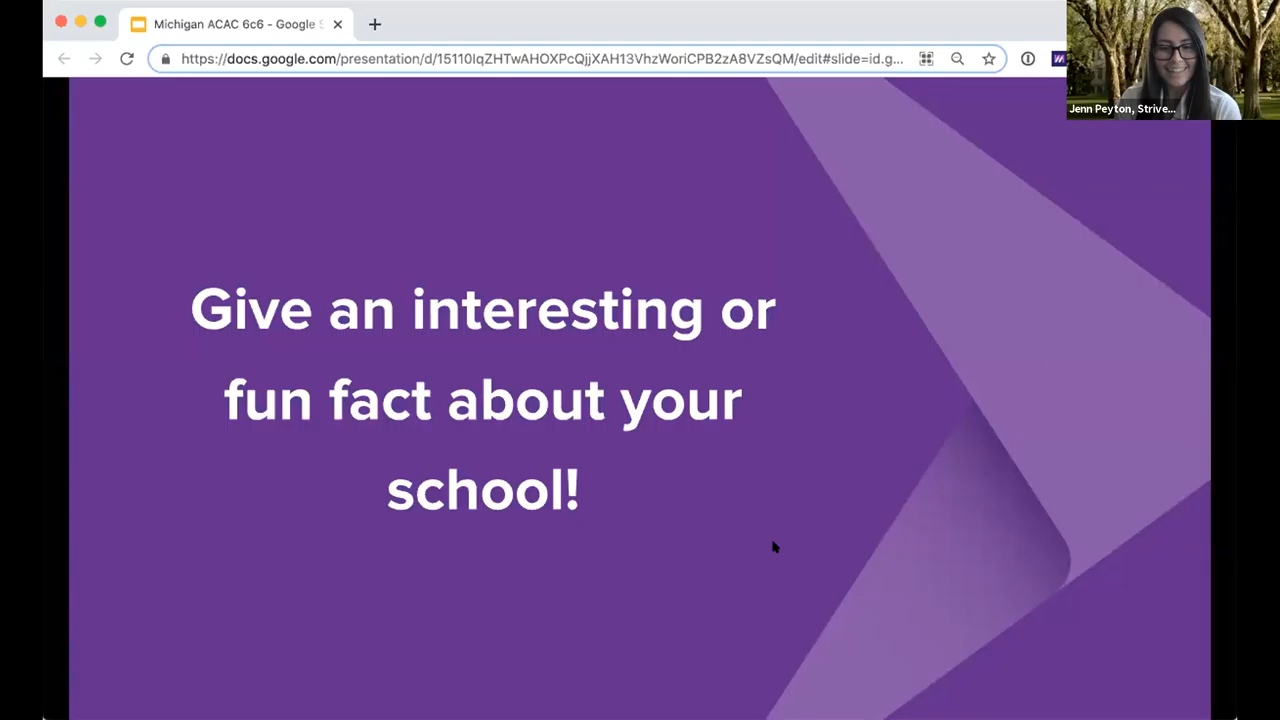 Michigan ACAC 6c6 - Google S
https://docs.google.com/presentation/d/15110lqZHTwAHOXPcQjjXAH13VhzWoriCPB2zA8VZsQM/edit#slide=id.g...
Jenn Peyton, Strive...
Give an interesting or
fun fact about your
school!